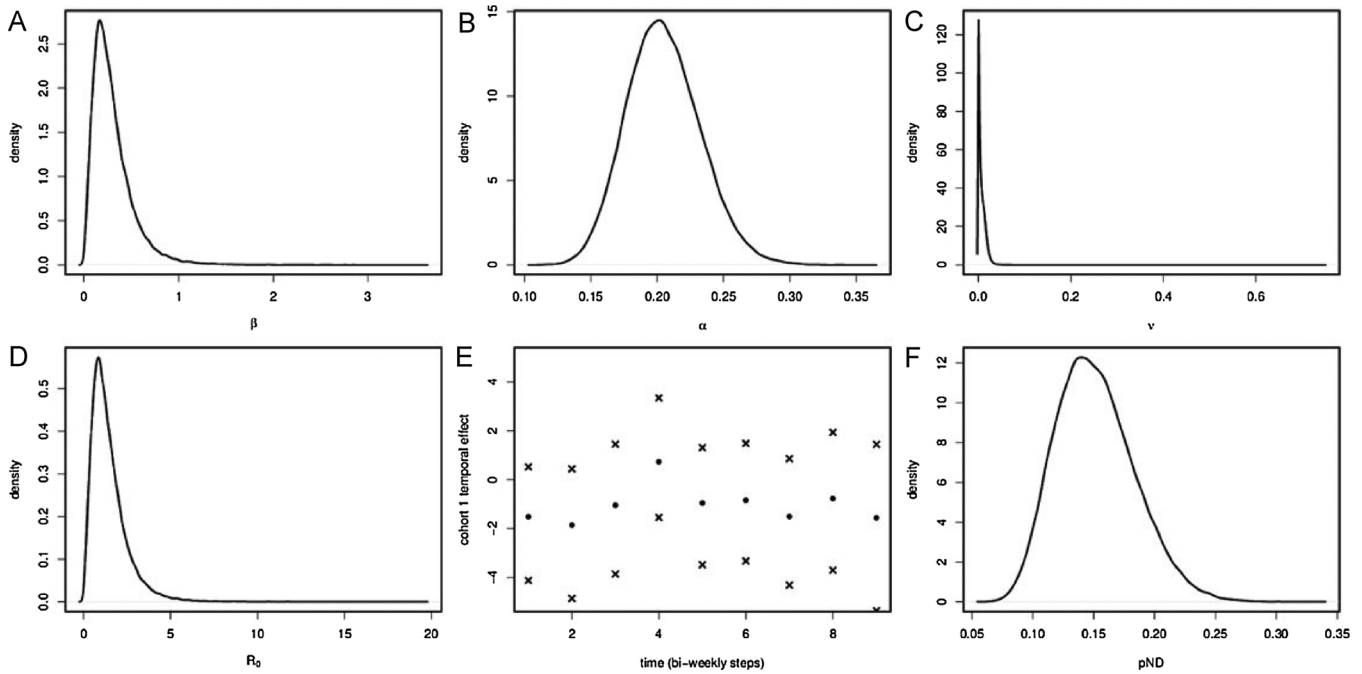 A
density
2.5
2.0
1.5
1.0
0.5
0.0
0 1 2 3
β
B
density
15
10
5
0
0.10 0.15 0.20 0.25 0.30 0.35
α
C
density
120
100
80
60
40
20
0
0.0 0.2 0.4 0.6
ν
D
density
0.5
0.4
0.3
0.2
0.1
0.0
0 5 10 15 20
R₀
E
cohort 1 temporal effect
4
2
0
-2
-4
2 4 6 8
time (bi-weekly steps)
F
density
12
10
8
6
4
2
0
0.05 0.10 0.15 0.20 0.25 0.30 0.35
pND